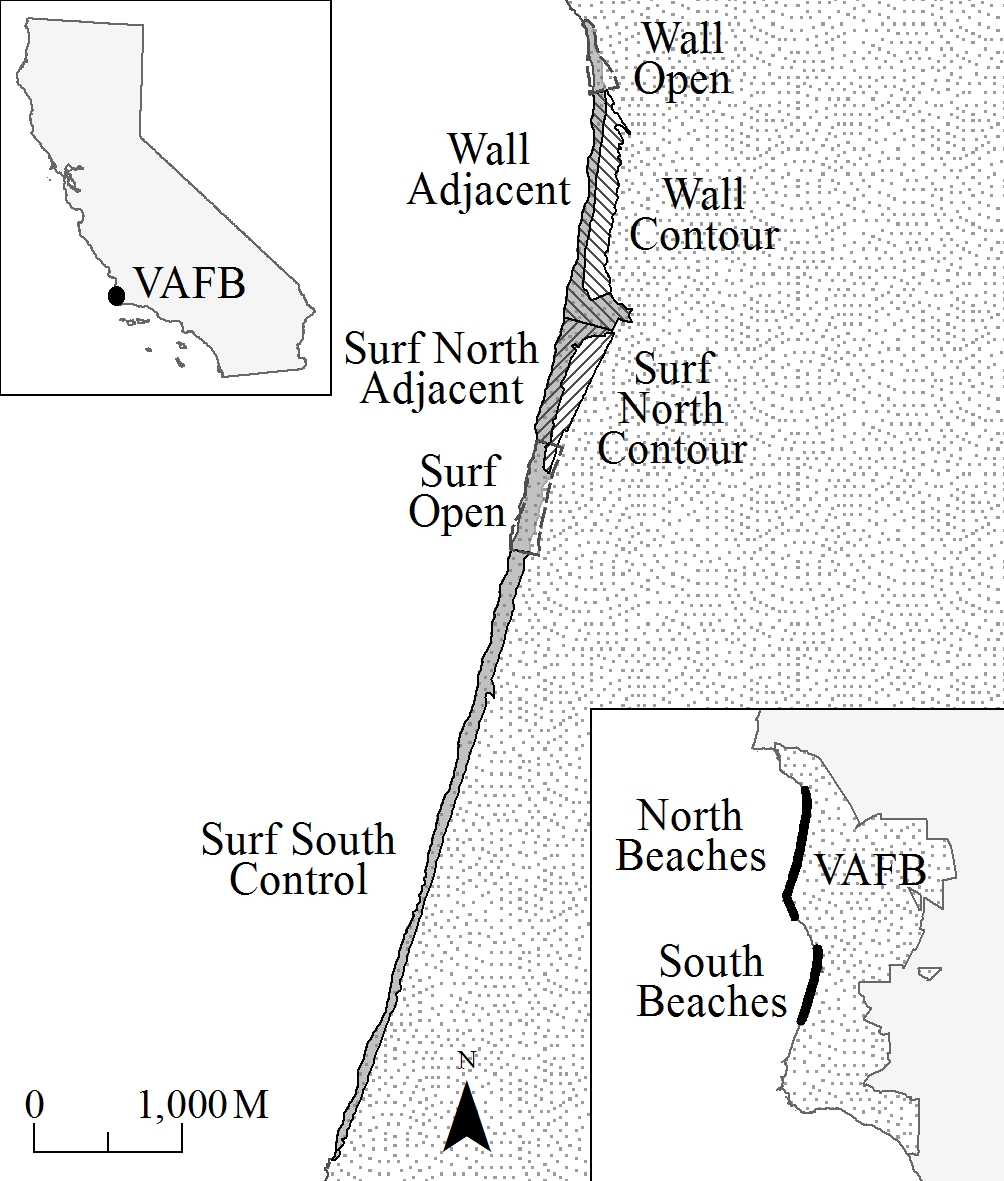 Wall
Open
Wall
Adjacent
Wall
Contour
VAFB
Surf North
Adjacent
Surf
North
Contour
Surf
Open
Surf South
Control
North
Beaches
VAFB
South
Beaches
N
0 1,000 M